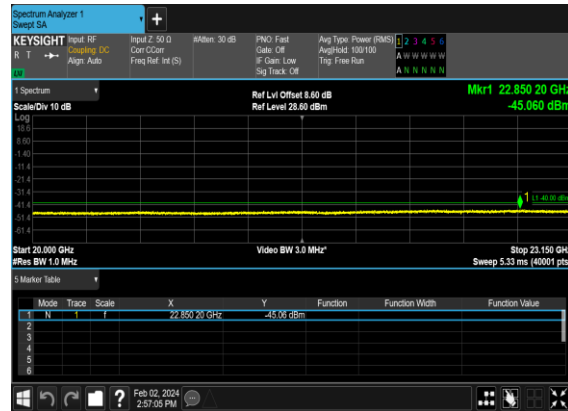 Spectrum Analyzer 1
Swept SA
+
KEYSIGHT Input: RF Input Z: 50 Ω #Atten: 30 dB PNO: Fast Avg Type: Power (RMS) 1 2 3 4 5 6
R T Coupling: DC Corr CCorr Gate: Off Avg|Hold: 100/100 A W W W W W
Align: Auto Freq Ref: Int (S) IF Gain: Low Trig: Free Run
LW Sig Track: Off A N N N N N
1 Spectrum Ref Lvl Offset 8.60 dB Mkr1 22.850 20 GHz
Scale/Div 10 dB Ref Level 28.60 dBm -45.060 dBm
Log
18.6
8.60
-1.40
-11.4
-21.4
-31.4
1 L1 -40.00 dBm
-41.4
-51.4
-61.4
Start 20.000 GHz Video BW 3.0 MHz* Stop 23.150 GHz
#Res BW 1.0 MHz Sweep 5.33 ms (40001 pts)
5 Marker Table
Mode Trace Scale X Y Function Function Width Function Value
1 N 1 f 22.850 20 GHz -45.06 dBm
2
3
4
5
6
? Feb 02, 2024
2:57:05 PM